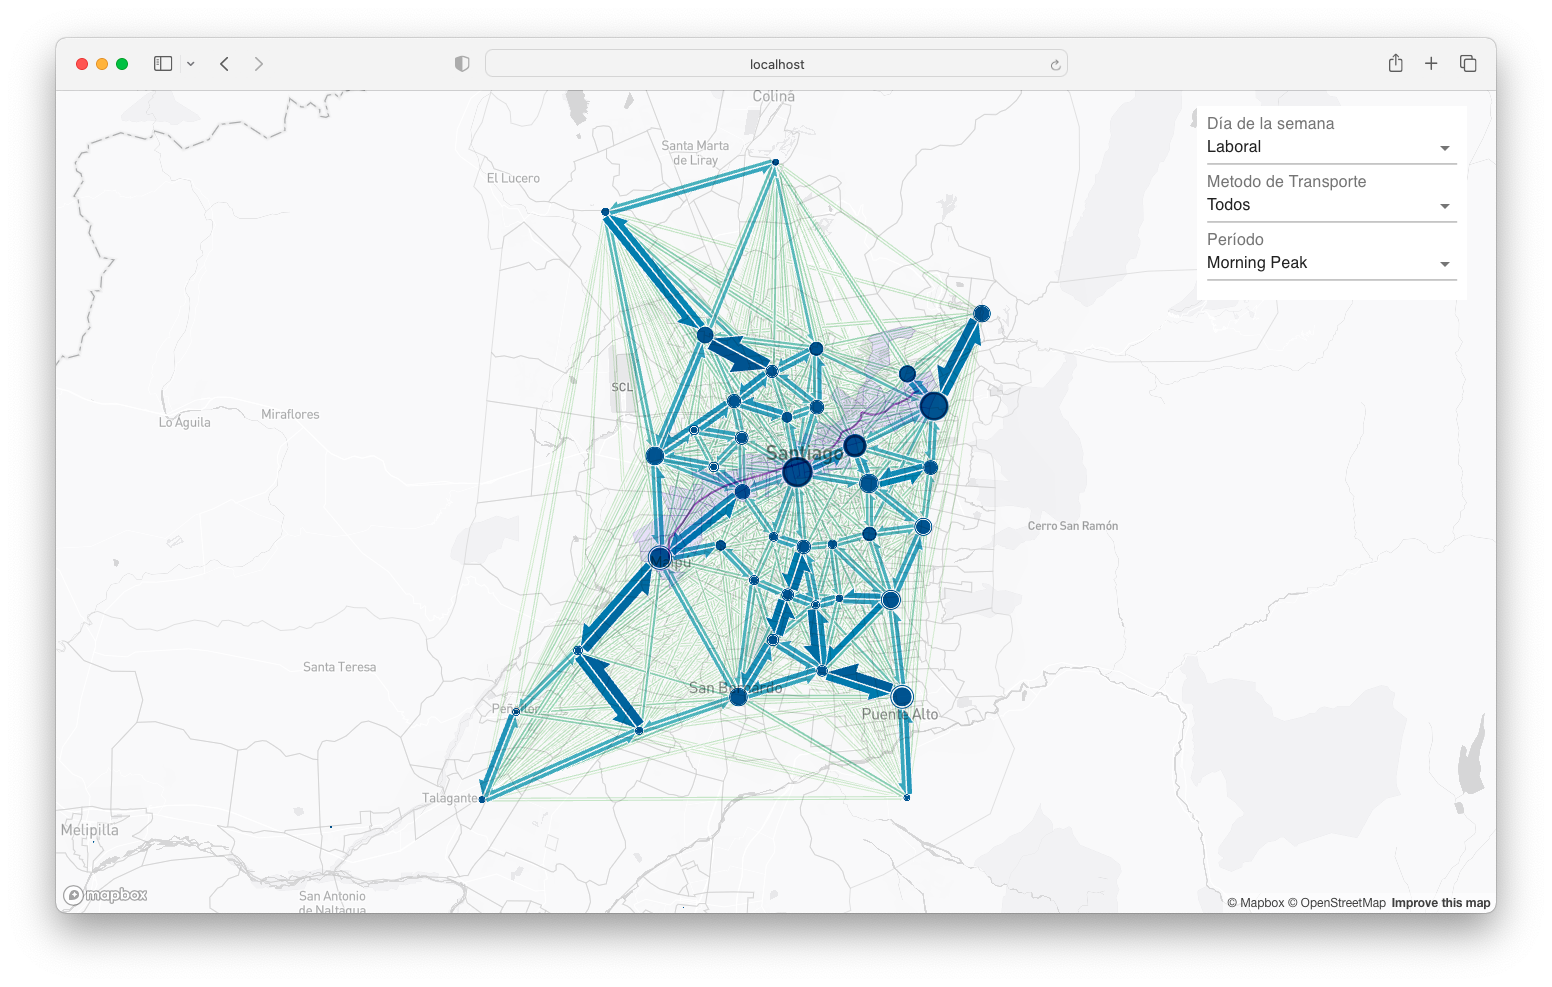 localhost
Colina
Santa Marta
de Liray
El Lucero
Día de la semana
Laboral
Metodo de Transporte
Todos
Período
Morning Peak
SCL
Miraflores
Lo Águila
Santiago
Cerro San Ramón
Maipú
Santa Teresa
San Bernardo
Peñaflor
Puente Alto
Talagante
Melipilla
San Antonio
de Naltagua
mapbox
© Mapbox © OpenStreetMap Improve this map